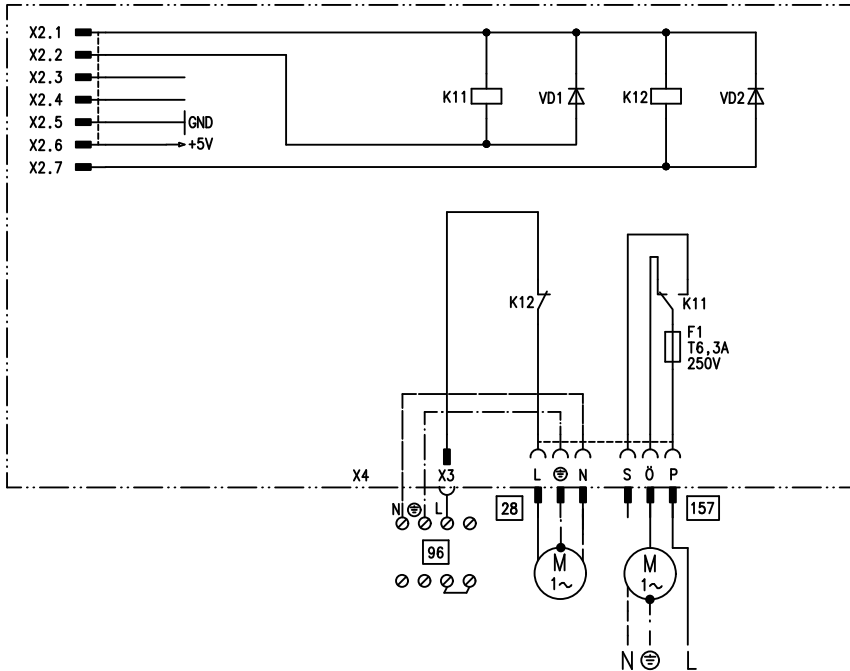 X2.1
X2.2
X2.3
X2.4
X2.5 GND
X2.6 +5V
X2.7
K11 VD1 K12 VD2
K12 K11
F1
T6,3A
250V
X4 X3 L N S Ö P
N L 28 157
96
M
1~
M
1~
N L